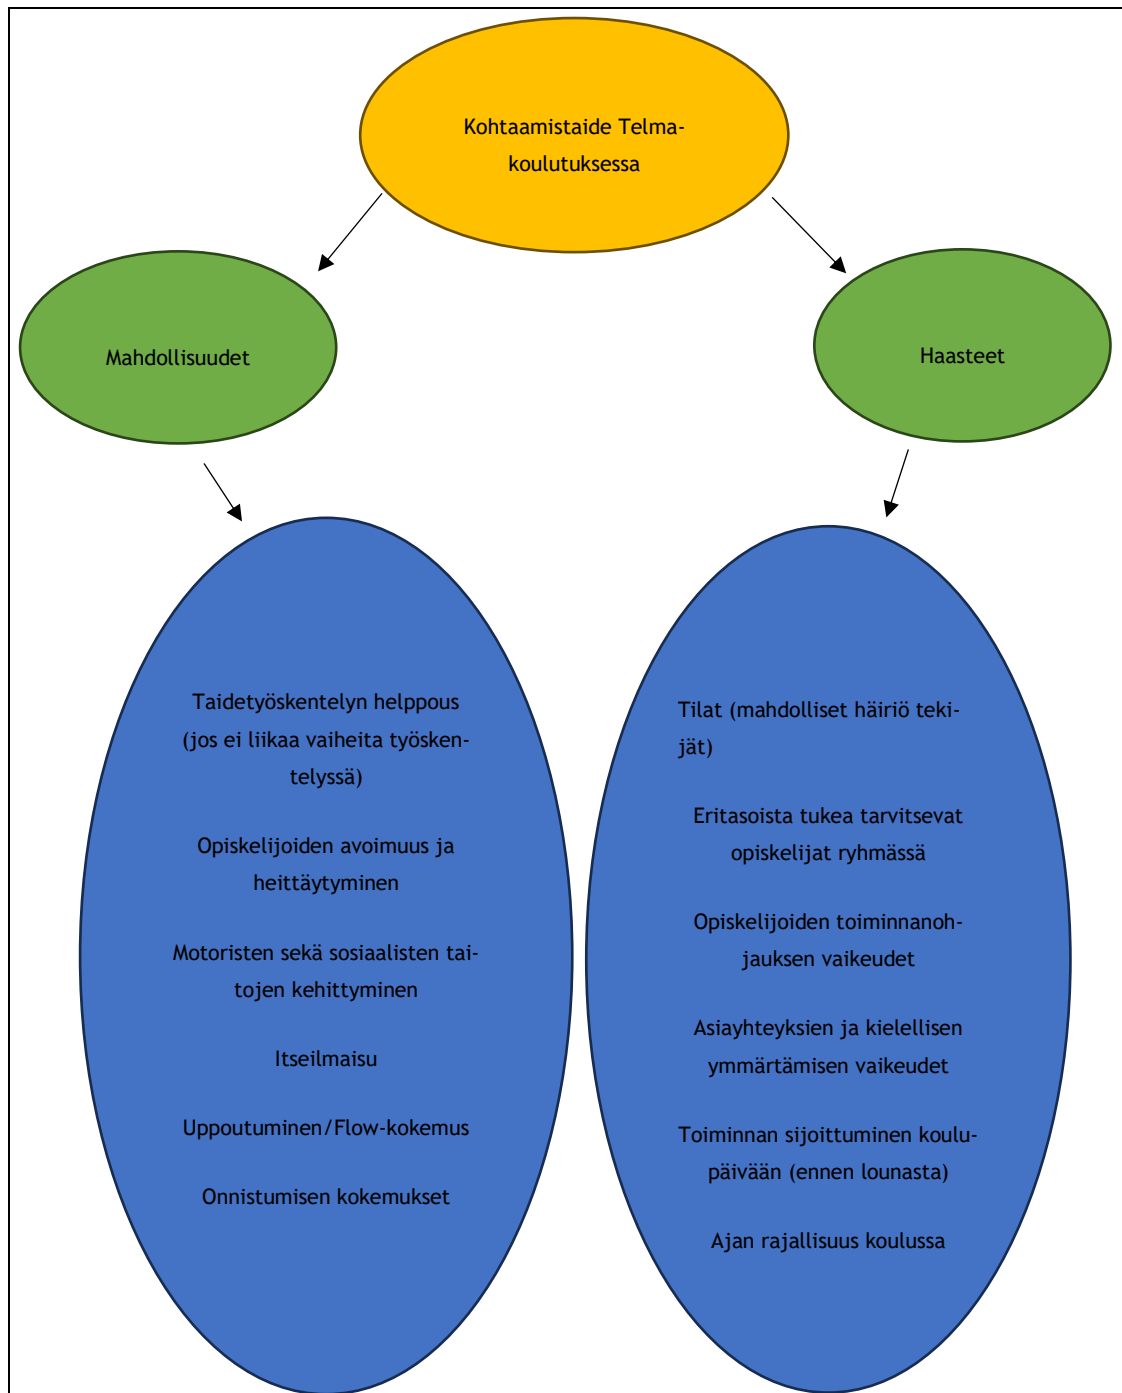 Kohtaamistaide Telma-
koulutuksessa
Mahdollisuudet
Haasteet
Taidetyöskentelyn helppous
(jos ei liikaa vaiheita työsken-
telyssä)
Opiskelijoiden avoimuus ja
heittäytyminen
Motoristen sekä sosiaalisten tai-
tojen kehittyminen
Itseilmaisu
Uppoutuminen/Flow-kokemus
Onnistumisen kokemukset
Tilat (mahdolliset häiriö teki-
jät)
Eritasoista tukea tarvitsevat
opiskelijat ryhmässä
Opiskelijoiden toiminnanoh-
jauksen vaikeudet
Asiayhteyksien ja kielellisen
ymmärtämisen vaikeudet
Toiminnan sijoittuminen koulu-
päivään (ennen lounasta)
Ajan rajallisuus koulussa